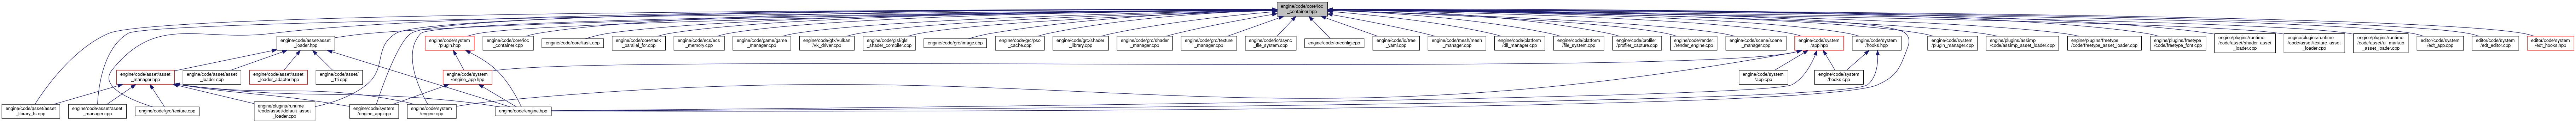 engine/code/core/ioc
_container.hpp
engine/code/asset/asset
_loader.hpp
engine/code/system
/plugin.hpp
engine/code/core/ioc
_container.cpp
engine/code/core/task.cpp
engine/code/core/task
_parallel_for.cpp
engine/code/ecs/ecs
_memory.cpp
engine/code/game/game
_manager.cpp
engine/code/gfx/vulkan
/vk_driver.cpp
engine/code/glsl/glsl
_shader_compiler.cpp
engine/code/grc/image.cpp
engine/code/grc/pso
_cache.cpp
engine/code/grc/shader
_library.cpp
engine/code/grc/shader
_manager.cpp
engine/code/grc/texture
_manager.cpp
engine/code/io/async
_file_system.cpp
engine/code/io/config.cpp
engine/code/io/tree
_yaml.cpp
engine/code/mesh/mesh
_manager.cpp
engine/code/platform
/dll_manager.cpp
engine/code/platform
/file_system.cpp
engine/code/profiler
/profiler_capture.cpp
engine/code/render
/render_engine.cpp
engine/code/scene/scene
_manager.cpp
engine/code/system
/app.hpp
engine/code/system
/hooks.hpp
engine/code/system
/plugin_manager.cpp
engine/plugins/assimp
/code/assimp_asset_loader.cpp
engine/plugins/freetype
/code/freetype_asset_loader.cpp
engine/plugins/freetype
/code/freetype_font.cpp
engine/plugins/runtime
/code/asset/shader_asset
_loader.cpp
engine/plugins/runtime
/code/asset/texture_asset
_loader.cpp
engine/plugins/runtime
/code/asset/ui_markup
_asset_loader.cpp
editor/code/system
/edt_app.cpp
editor/code/system
/edt_editor.cpp
editor/code/system
/edt_hooks.hpp
engine/code/asset/asset
_manager.hpp
engine/code/asset/asset
_loader.cpp
engine/code/asset/asset
_loader_adapter.hpp
engine/code/asset/
_rtti.cpp
engine/code/system
/engine_app.hpp
engine/code/system
/app.cpp
engine/code/system
/hooks.cpp
engine/code/asset/asset
_library_fs.cpp
engine/code/asset/asset
_manager.cpp
engine/code/grc/texture.cpp
engine/plugins/runtime
/code/asset/default_asset
_loader.cpp
engine/code/system
/engine_app.cpp
engine/code/system
/engine.cpp
engine/code/engine.hpp